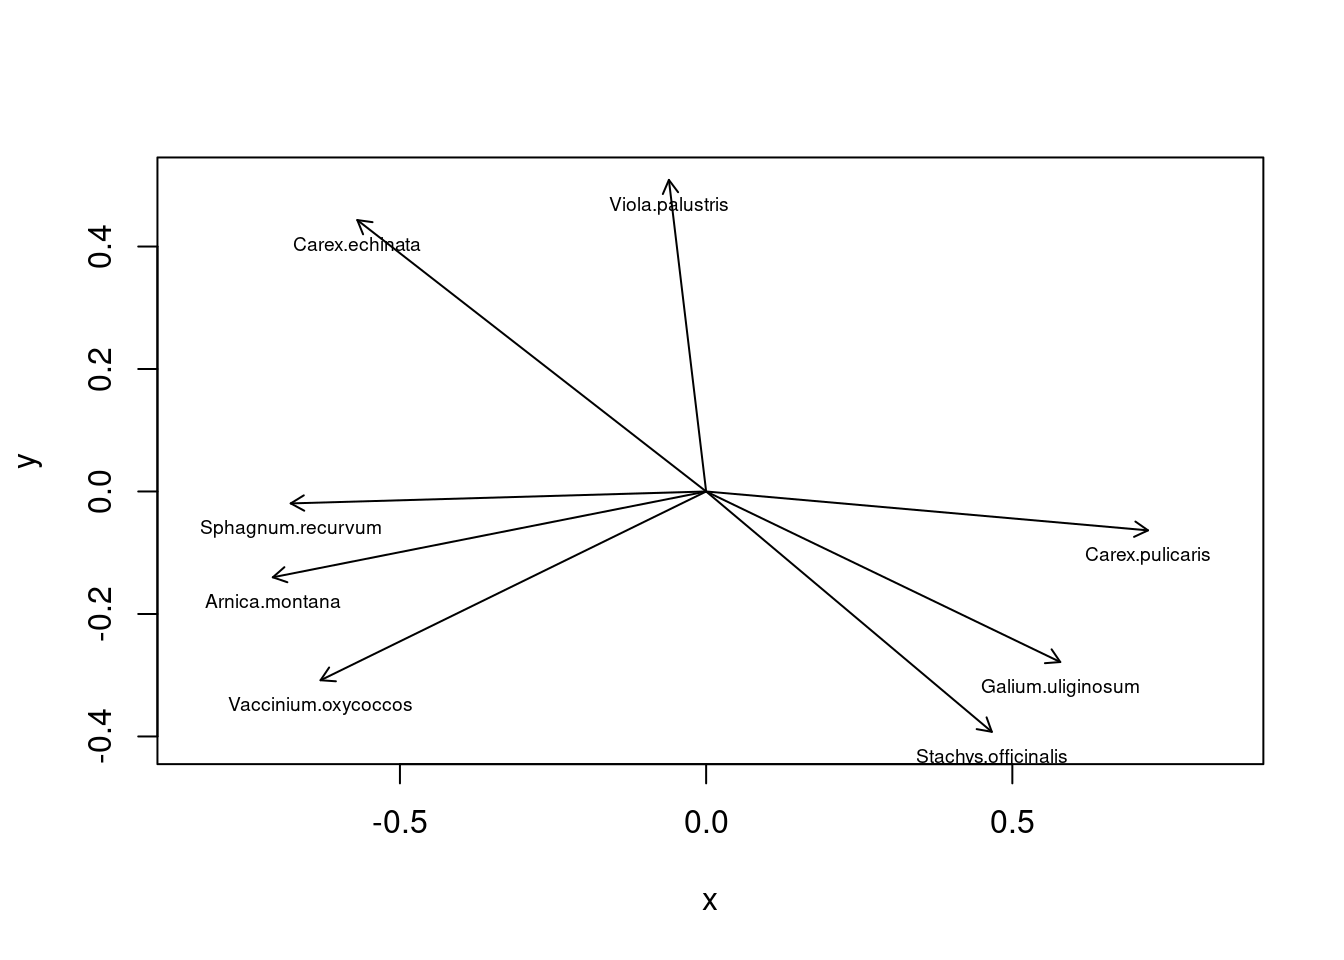 Viola.palustris
Carex.echinata
Sphagnum.recurvum
Carex.pulicaris
Arnica.montana
Galium.uliginosum
Vaccinium.oxycoccos
Stachys.officinalis
0.4
0.2
0.0
-0.2
-0.4
y
-0.5
0.0
0.5
x